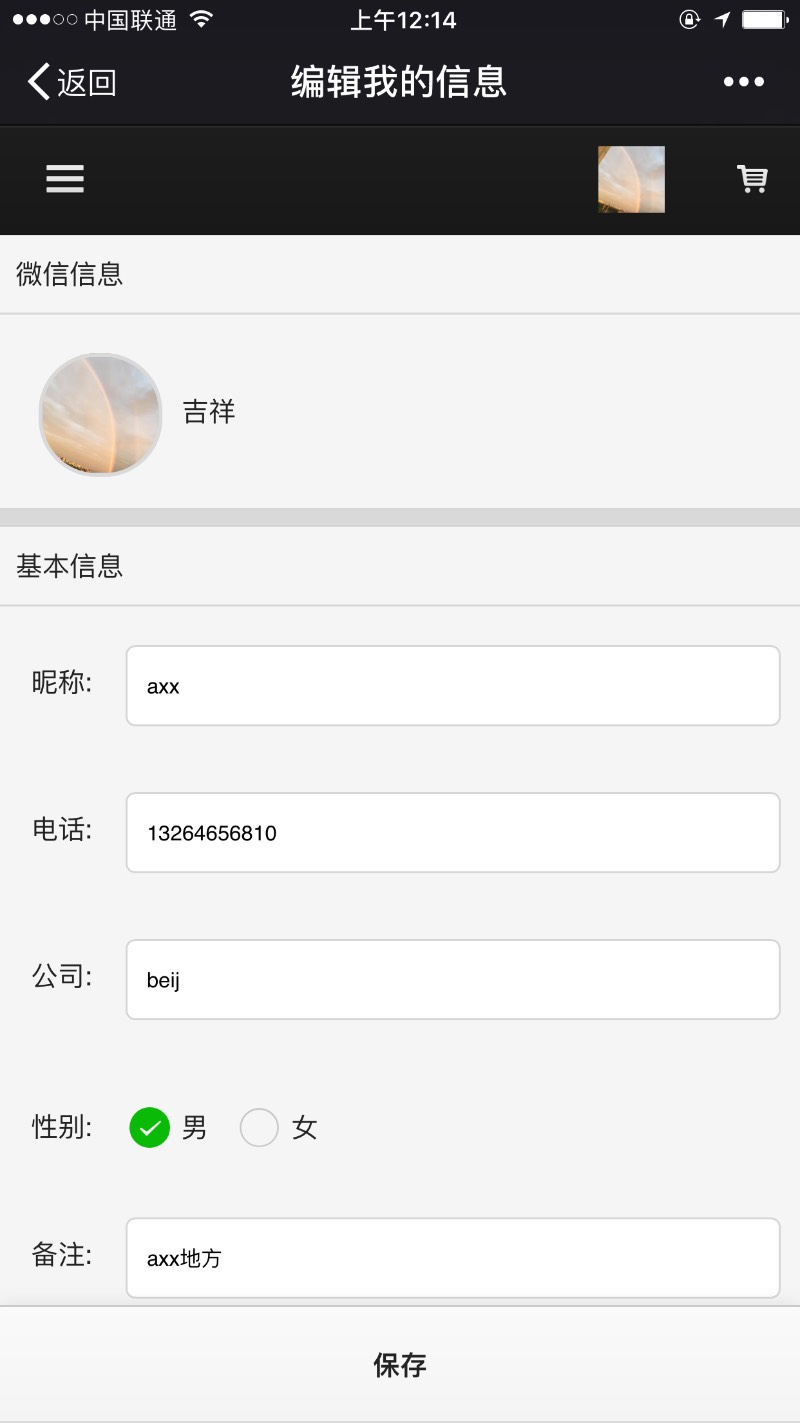 中国联通 上午12:14
返回 编辑我的信息
微信信息
吉祥
基本信息
昵称: axx
电话: 13264656810
公司: beij
性别: 男 女
备注: axx地方
保存